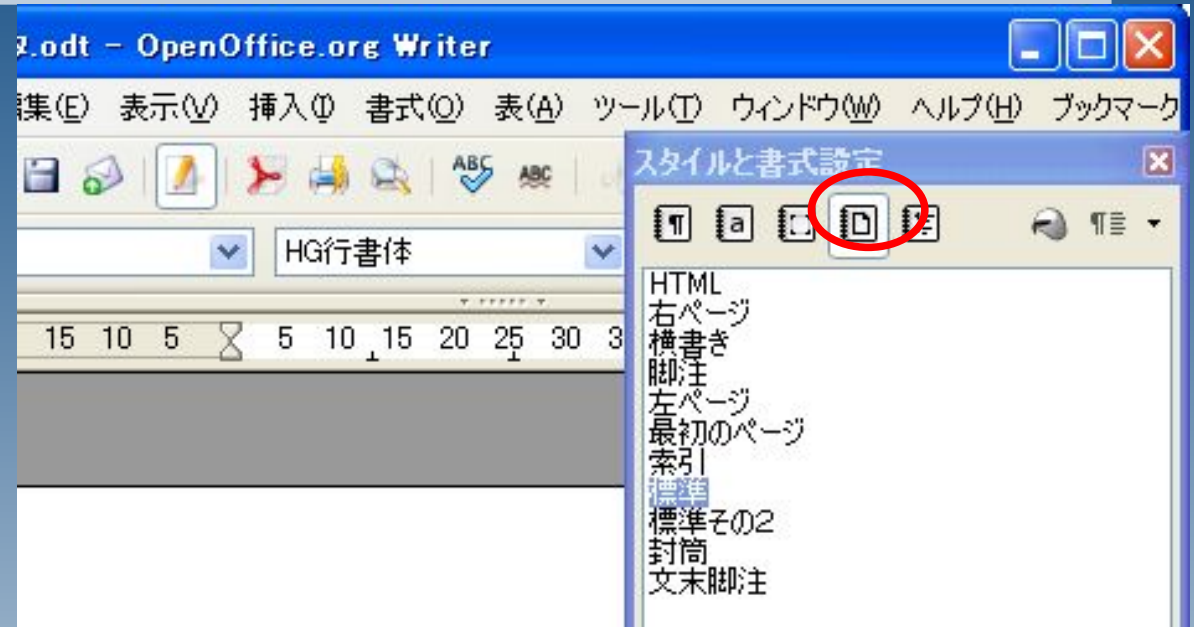 .odt - OpenOffice.org Writer
集(E) 表示(V) 挿入(I) 書式(O) 表(A) ツール(T) ウィンドウ(W) ヘルプ(H) ブックマーク
スタイルと書式設定
ABC ABC
a
HG行書体
15 10 5 5 10 15 20 25 30
HTML
右ページ
横書き
脚注
左ページ
最初のページ
索引
標準
標準その2
封筒
文末脚注